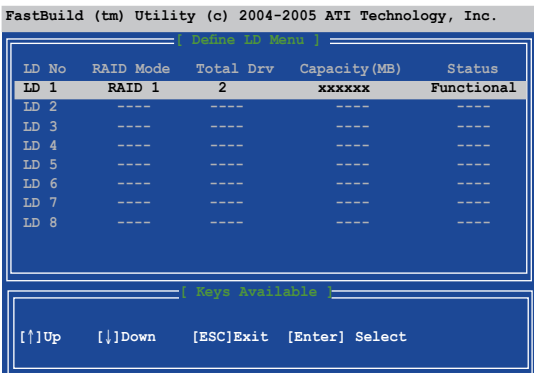 FastBuild (tm) Utility (c) 2004-2005 ATI Technology, Inc.
[ Define LD Menu ]
LD No RAID Mode Total Drv Capacity(MB) Status
LD 1 RAID 1 2 xxxxxx Functional
LD 2 ---- ---- ---- ----
LD 3 ---- ---- ---- ----
LD 4 ---- ---- ---- ----
LD 5 ---- ---- ---- ----
LD 6 ---- ---- ---- ----
LD 7 ---- ---- ---- ----
LD 8 ---- ---- ---- ----
[ Keys Available ]
[↑]Up [↓]Down [ESC]Exit [Enter] Select